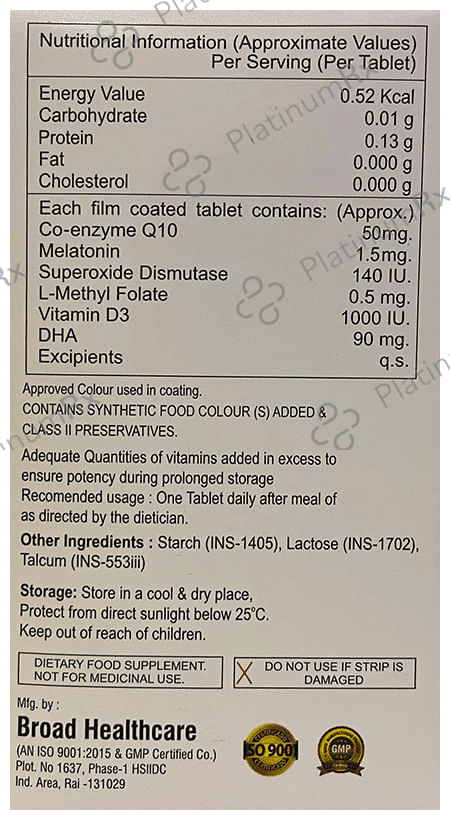 Nutritional Information (Approximate Values)
Per Serving (Per Tablet)
Energy Value 0.52 Kcal
Carbohydrate 0.01 g
Protein 0.13 g
Fat 0.000 g
Cholesterol 0.000 g
Each film coated tablet contains: (Approx.)
Co-enzyme Q10 50mg.
Melatonin 1.5mg.
Superoxide Dismutase 140 IU.
L-Methyl Folate 0.5 mg.
Vitamin D3 1000 IU.
DHA 90 mg.
Excipients q.s.
Approved Colour used in coating.
CONTAINS SYNTHETIC FOOD COLOUR (S) ADDED &
CLASS II PRESERVATIVES.
Adequate Quantities of vitamins added in excess to
ensure potency during prolonged storage
Recomended usage : One Tablet daily after meal of
as directed by the dietician.
Other Ingredients : Starch (INS-1405), Lactose (INS-1702),
Talcum (INS-553iii)
Storage: Store in a cool & dry place,
Protect from direct sunlight below 25°C.
Keep out of reach of children.
DIETARY FOOD SUPPLEMENT.
NOT FOR MEDICINAL USE.
X DO NOT USE IF STRIP IS
DAMAGED
Mfg. by :
Broad Healthcare
(AN ISO 9001:2015 & GMP Certified Co.)
Plot. No 1637, Phase-1 HSIIDC
Ind. Area, Rai -131029
CERTIFICADO
ISO 9001
CERTIFICADO
GMP
PlatinumRx
PlatinumRx
PlatinumRx